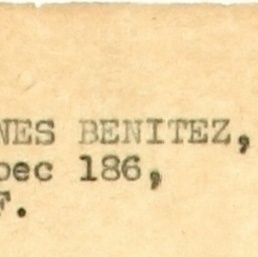 NES BENITEZ,
pec 186,
F.